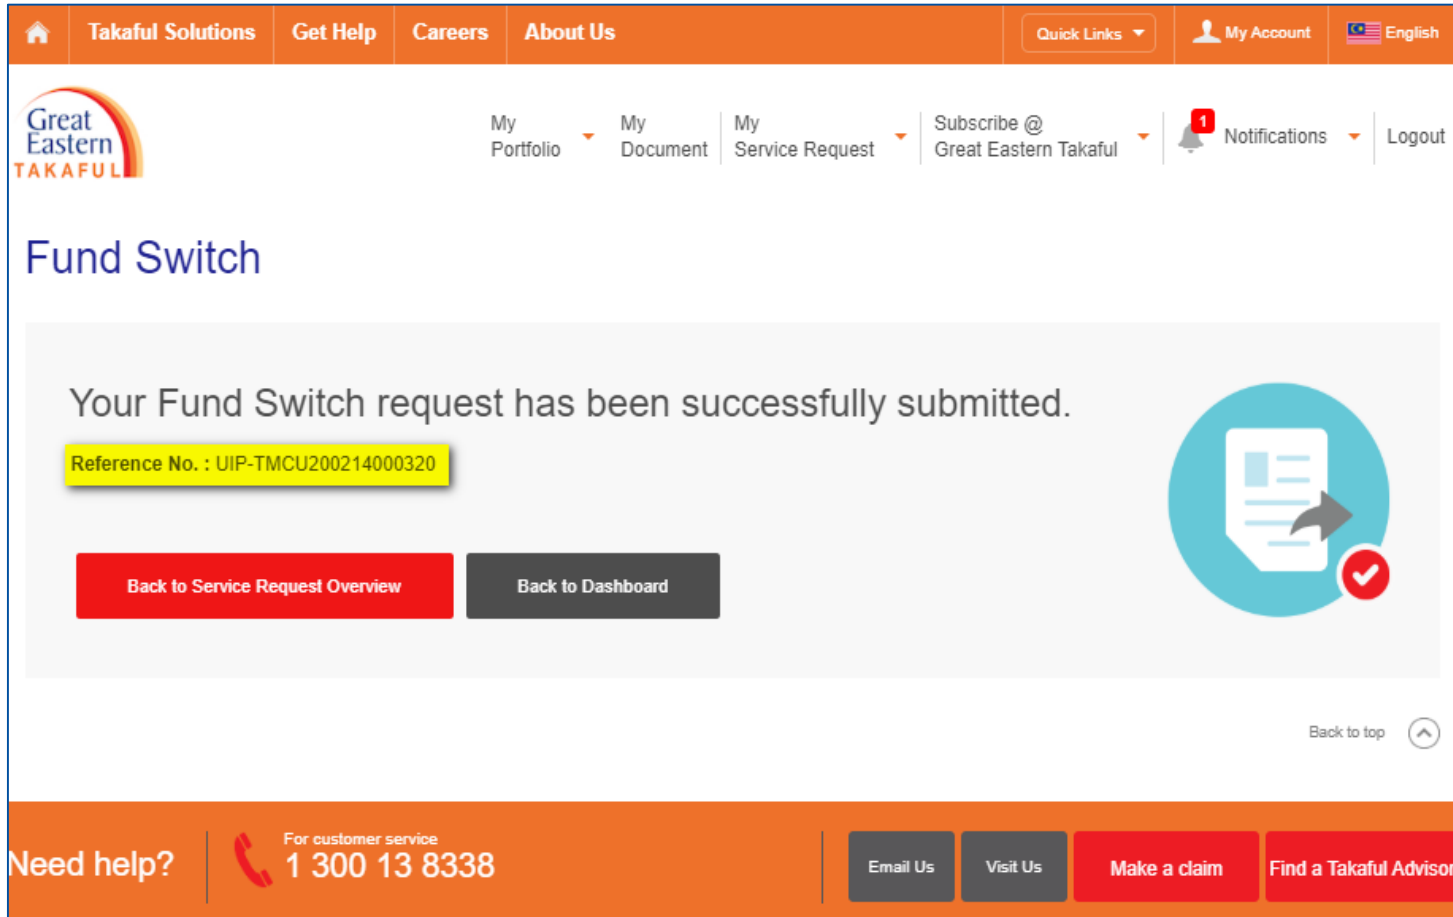 Takaful Solutions
Get Help
Careers
About Us
Quick Links
My Account
English
Great
Eastern
TAKAFUL
My
Portfolio
My
Document
My
Service Request
Subscribe @
Great Eastern Takaful
1
Notifications
Logout
Fund Switch
Your Fund Switch request has been successfully submitted.
Reference No. : UIP-TMCU200214000320
Back to Service Request Overview
Back to Dashboard
Back to top
Need help?
For customer service
1 300 13 8338
Email Us
Visit Us
Make a claim
Find a Takaful Advisor